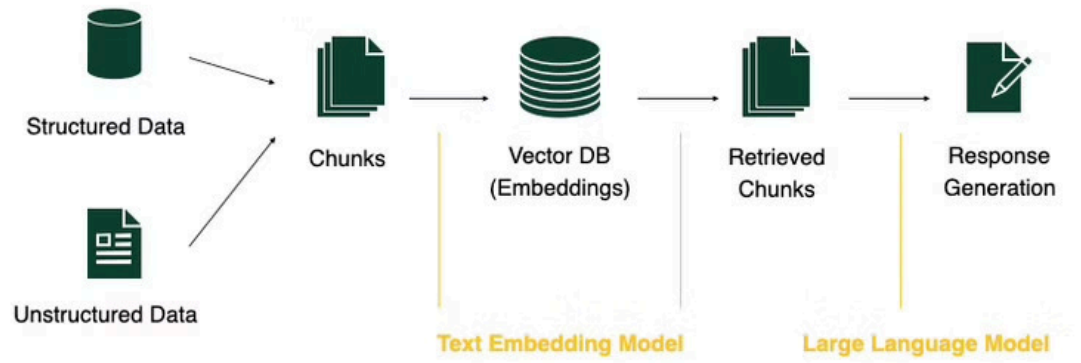 Structured Data
Unstructured Data
Chunks
Vector DB
(Embeddings)
Retrieved
Chunks
Response
Generation
Text Embedding Model
Large Language Model